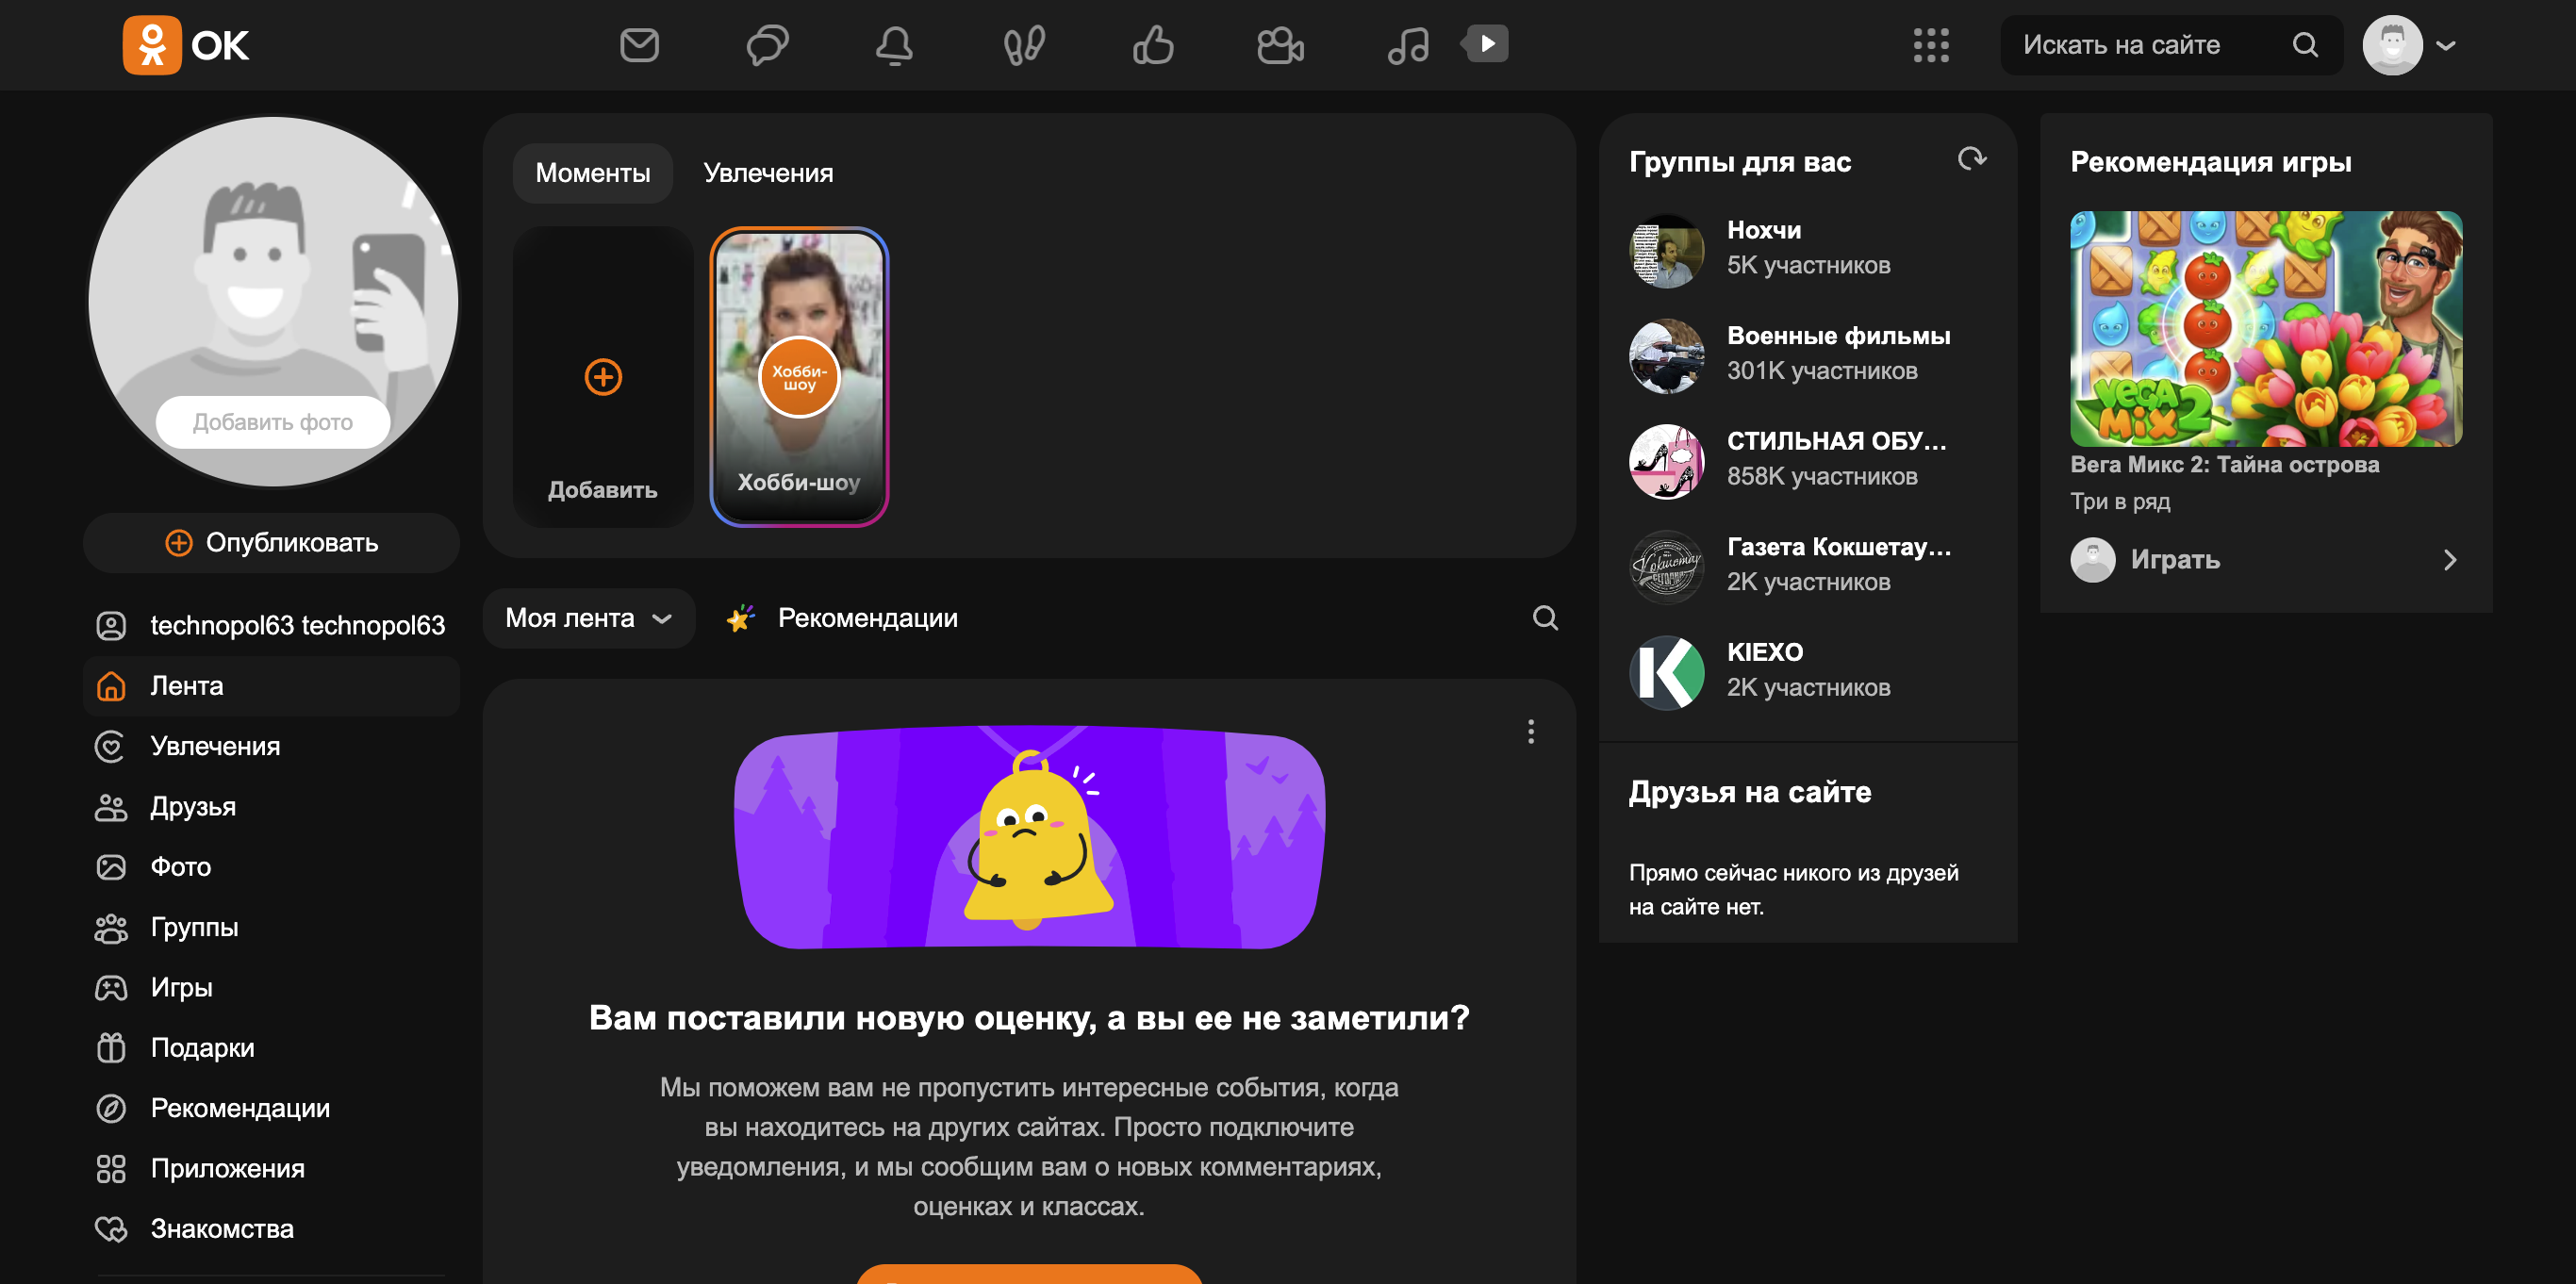 ОК
Искать на сайте
Добавить фото
Опубликовать
technopol63 technopol63
Лента
Увлечения
Друзья
Фото
Группы
Игры
Подарки
Рекомендации
Приложения
Знакомства
Моменты
Увлечения
Добавить
Хобби-
шоу
Хобби-шоу
Моя лента
Рекомендации
Вам поставили новую оценку, а вы ее не заметили?
Мы поможем вам не пропустить интересные события, когда
вы находитесь на других сайтах. Просто подключите
уведомления, и мы сообщим вам о новых комментариях,
оценках и классах.
Группы для вас
Нохчи
5K участников
Военные фильмы
301K участников
СТИЛЬНАЯ ОБУ...
858K участников
Кокшетау
СЕГОДНЯ
Газета Кокшетау...
2K участников
KIEXO
2K участников
Друзья на сайте
Прямо сейчас никого из друзей
на сайте нет.
Рекомендация игры
VEGA
MIX 2
Вега Микс 2: Тайна острова
Три в ряд
Играть